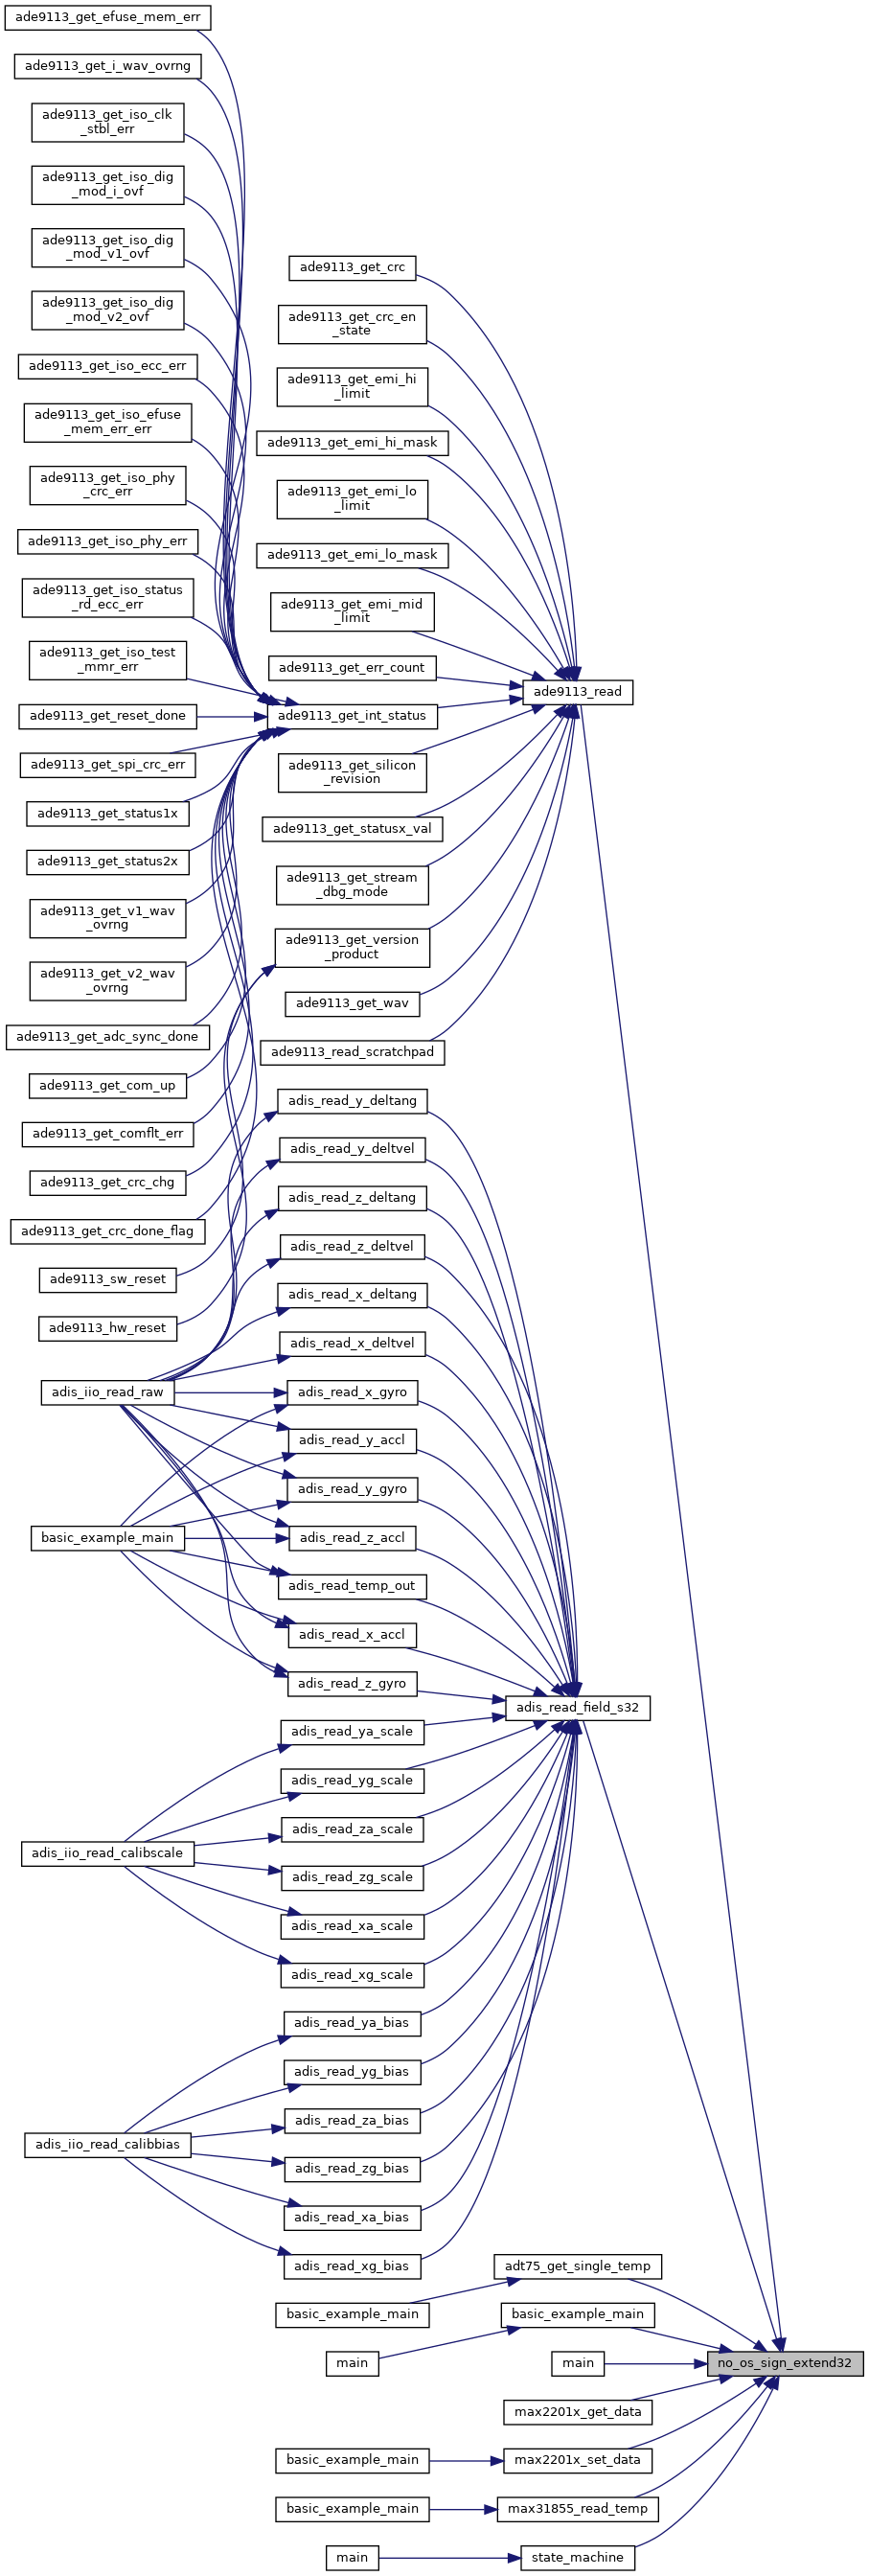 ade9113_get_efuse_mem_err
ade9113_get_i_wav_ovrng
ade9113_get_iso_clk
_stbl_err
ade9113_get_iso_dig
_mod_i_ovf
ade9113_get_iso_dig
_mod_v1_ovf
ade9113_get_iso_dig
_mod_v2_ovf
ade9113_get_iso_ecc_err
ade9113_get_iso_efuse
_mem_err_err
ade9113_get_iso_phy
_crc_err
ade9113_get_iso_phy_err
ade9113_get_iso_status
_rd_ecc_err
ade9113_get_iso_test
_mmr_err
ade9113_get_reset_done
ade9113_get_spi_crc_err
ade9113_get_status1x
ade9113_get_status2x
ade9113_get_v1_wav
_ovrng
ade9113_get_v2_wav
_ovrng
ade9113_get_adc_sync_done
ade9113_get_com_up
ade9113_get_comflt_err
ade9113_get_crc_chg
ade9113_get_crc_done_flag
ade9113_sw_reset
ade9113_hw_reset
adis_iio_read_raw
basic_example_main
adis_iio_read_calibscale
adis_iio_read_calibbias
ade9113_get_crc
ade9113_get_crc_en
_state
ade9113_get_emi_hi
_limit
ade9113_get_emi_hi_mask
ade9113_get_emi_lo
_limit
ade9113_get_emi_lo_mask
ade9113_get_emi_mid
_limit
ade9113_get_err_count
ade9113_get_int_status
ade9113_get_silicon
_revision
ade9113_get_statusx_val
ade9113_get_stream
_dbg_mode
ade9113_get_version
_product
ade9113_get_wav
ade9113_read_scratchpad
adis_read_y_deltang
adis_read_y_deltvel
adis_read_z_deltang
adis_read_z_deltvel
adis_read_x_deltang
adis_read_x_deltvel
adis_read_x_gyro
adis_read_y_accl
adis_read_y_gyro
adis_read_z_accl
adis_read_temp_out
adis_read_x_accl
adis_read_z_gyro
adis_read_ya_scale
adis_read_yg_scale
adis_read_za_scale
adis_read_zg_scale
adis_read_xa_scale
adis_read_xg_scale
adis_read_ya_bias
adis_read_yg_bias
adis_read_za_bias
adis_read_zg_bias
adis_read_xa_bias
adis_read_xg_bias
basic_example_main
main
basic_example_main
basic_example_main
main
ade9113_read
adis_read_field_s32
adt75_get_single_temp
basic_example_main
main
max2201x_get_data
max2201x_set_data
max31855_read_temp
state_machine
no_os_sign_extend32